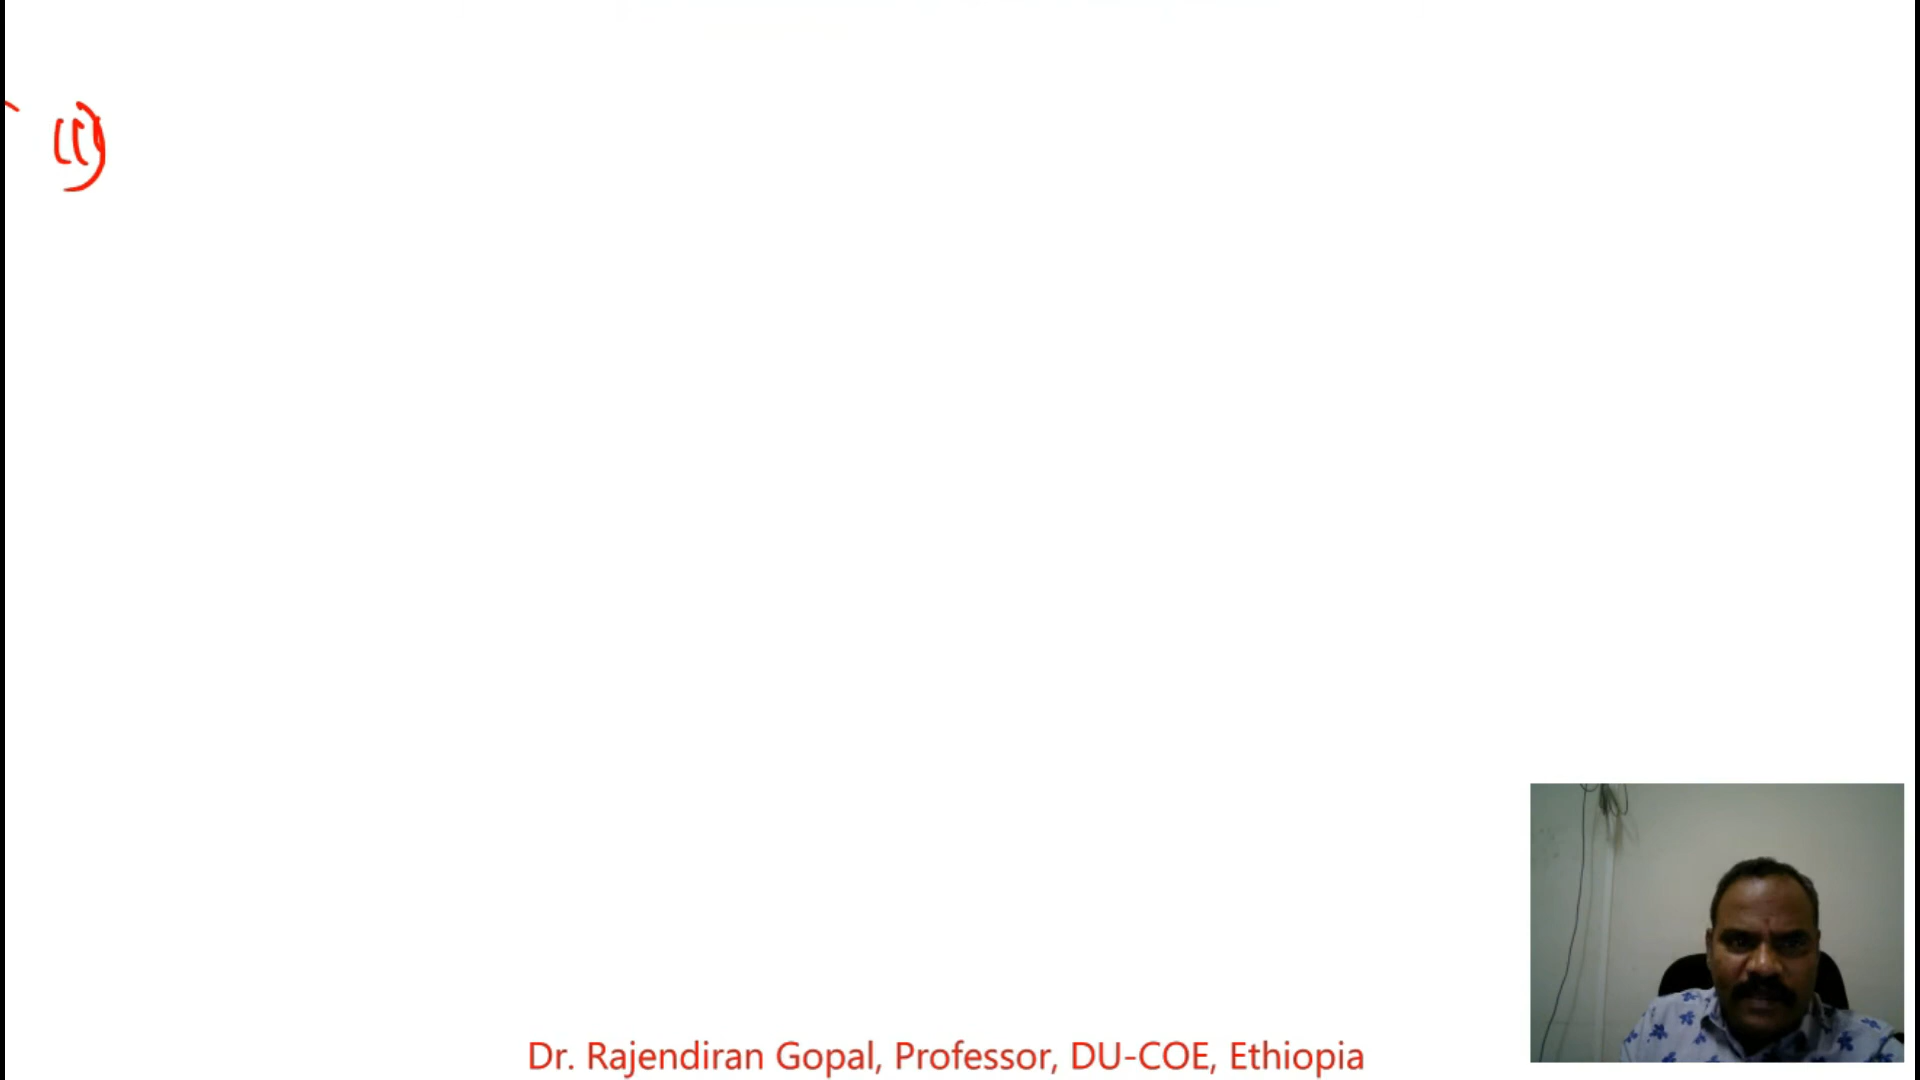 ii)
Dr. Rajendiran Gopal, Professor, DU-COE, Ethiopia